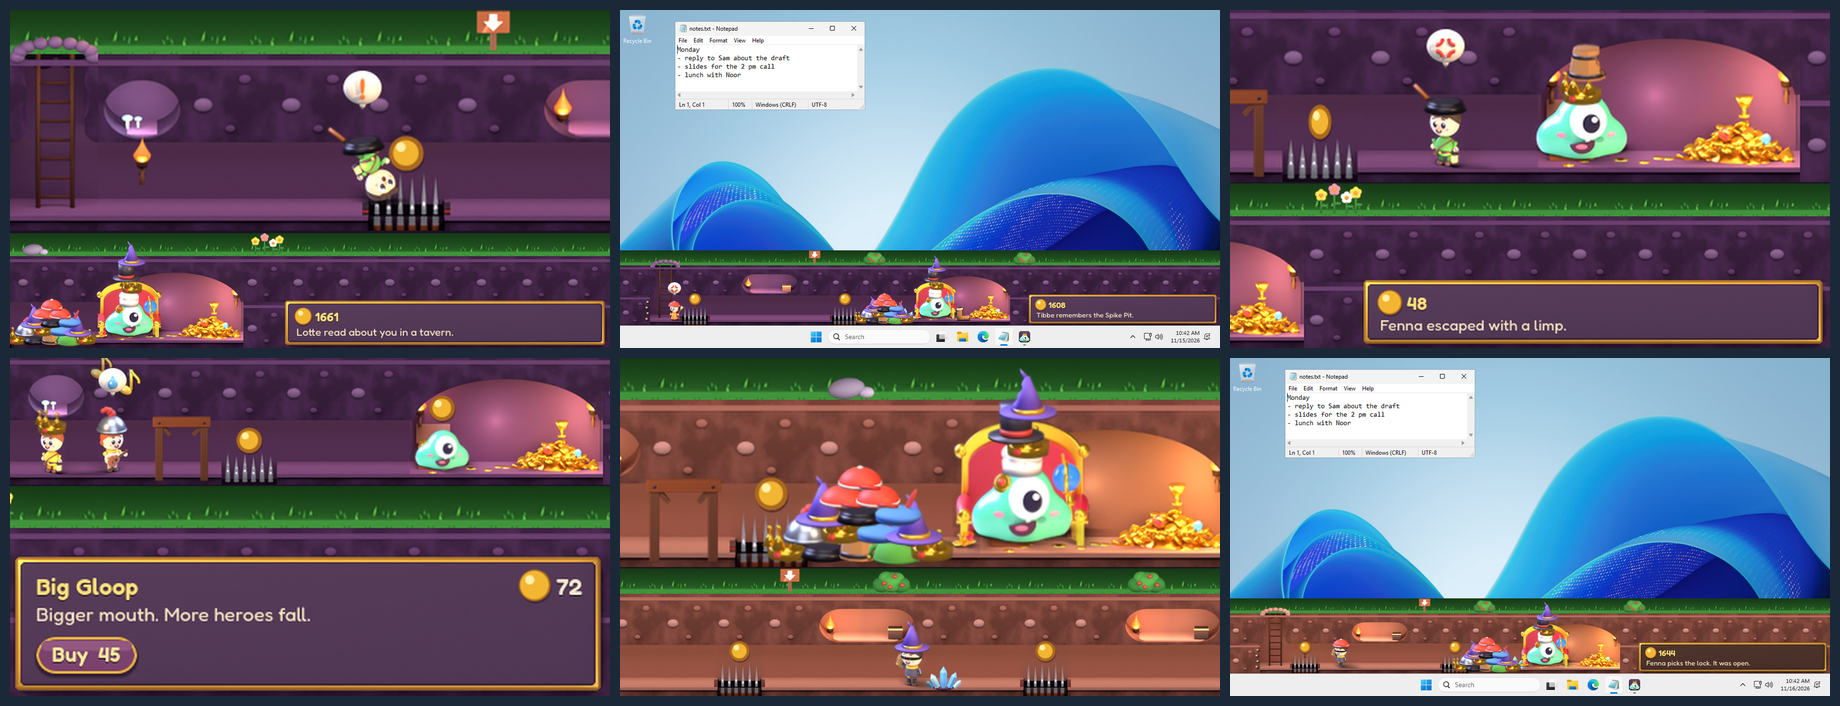 1661
Lotte read about you in a tavern.
Recycle Bin
notes.txt - Notepad
File Edit Format View Help
Monday
- reply to Sam about the draft
- slides for the 2 pm call
- lunch with Noor
Ln 1, Col 1 100% Windows (CRLF) UTF-8
1608
Tibbe remembers the Spike Pit.
Search
10:42 AM
11/15/2026
48
Fenna escaped with a limp.
Big Gloop
72
Bigger mouth. More heroes fall.
Buy 45
Recycle Bin
notes.txt - Notepad
File Edit Format View Help
Monday
- reply to Sam about the draft
- slides for the 2 pm call
- lunch with Noor
Ln 1, Col 1 100% Windows (CRLF) UTF-8
1644
Fenna picks the lock. It was open.
Search
10:42 AM
11/16/2026